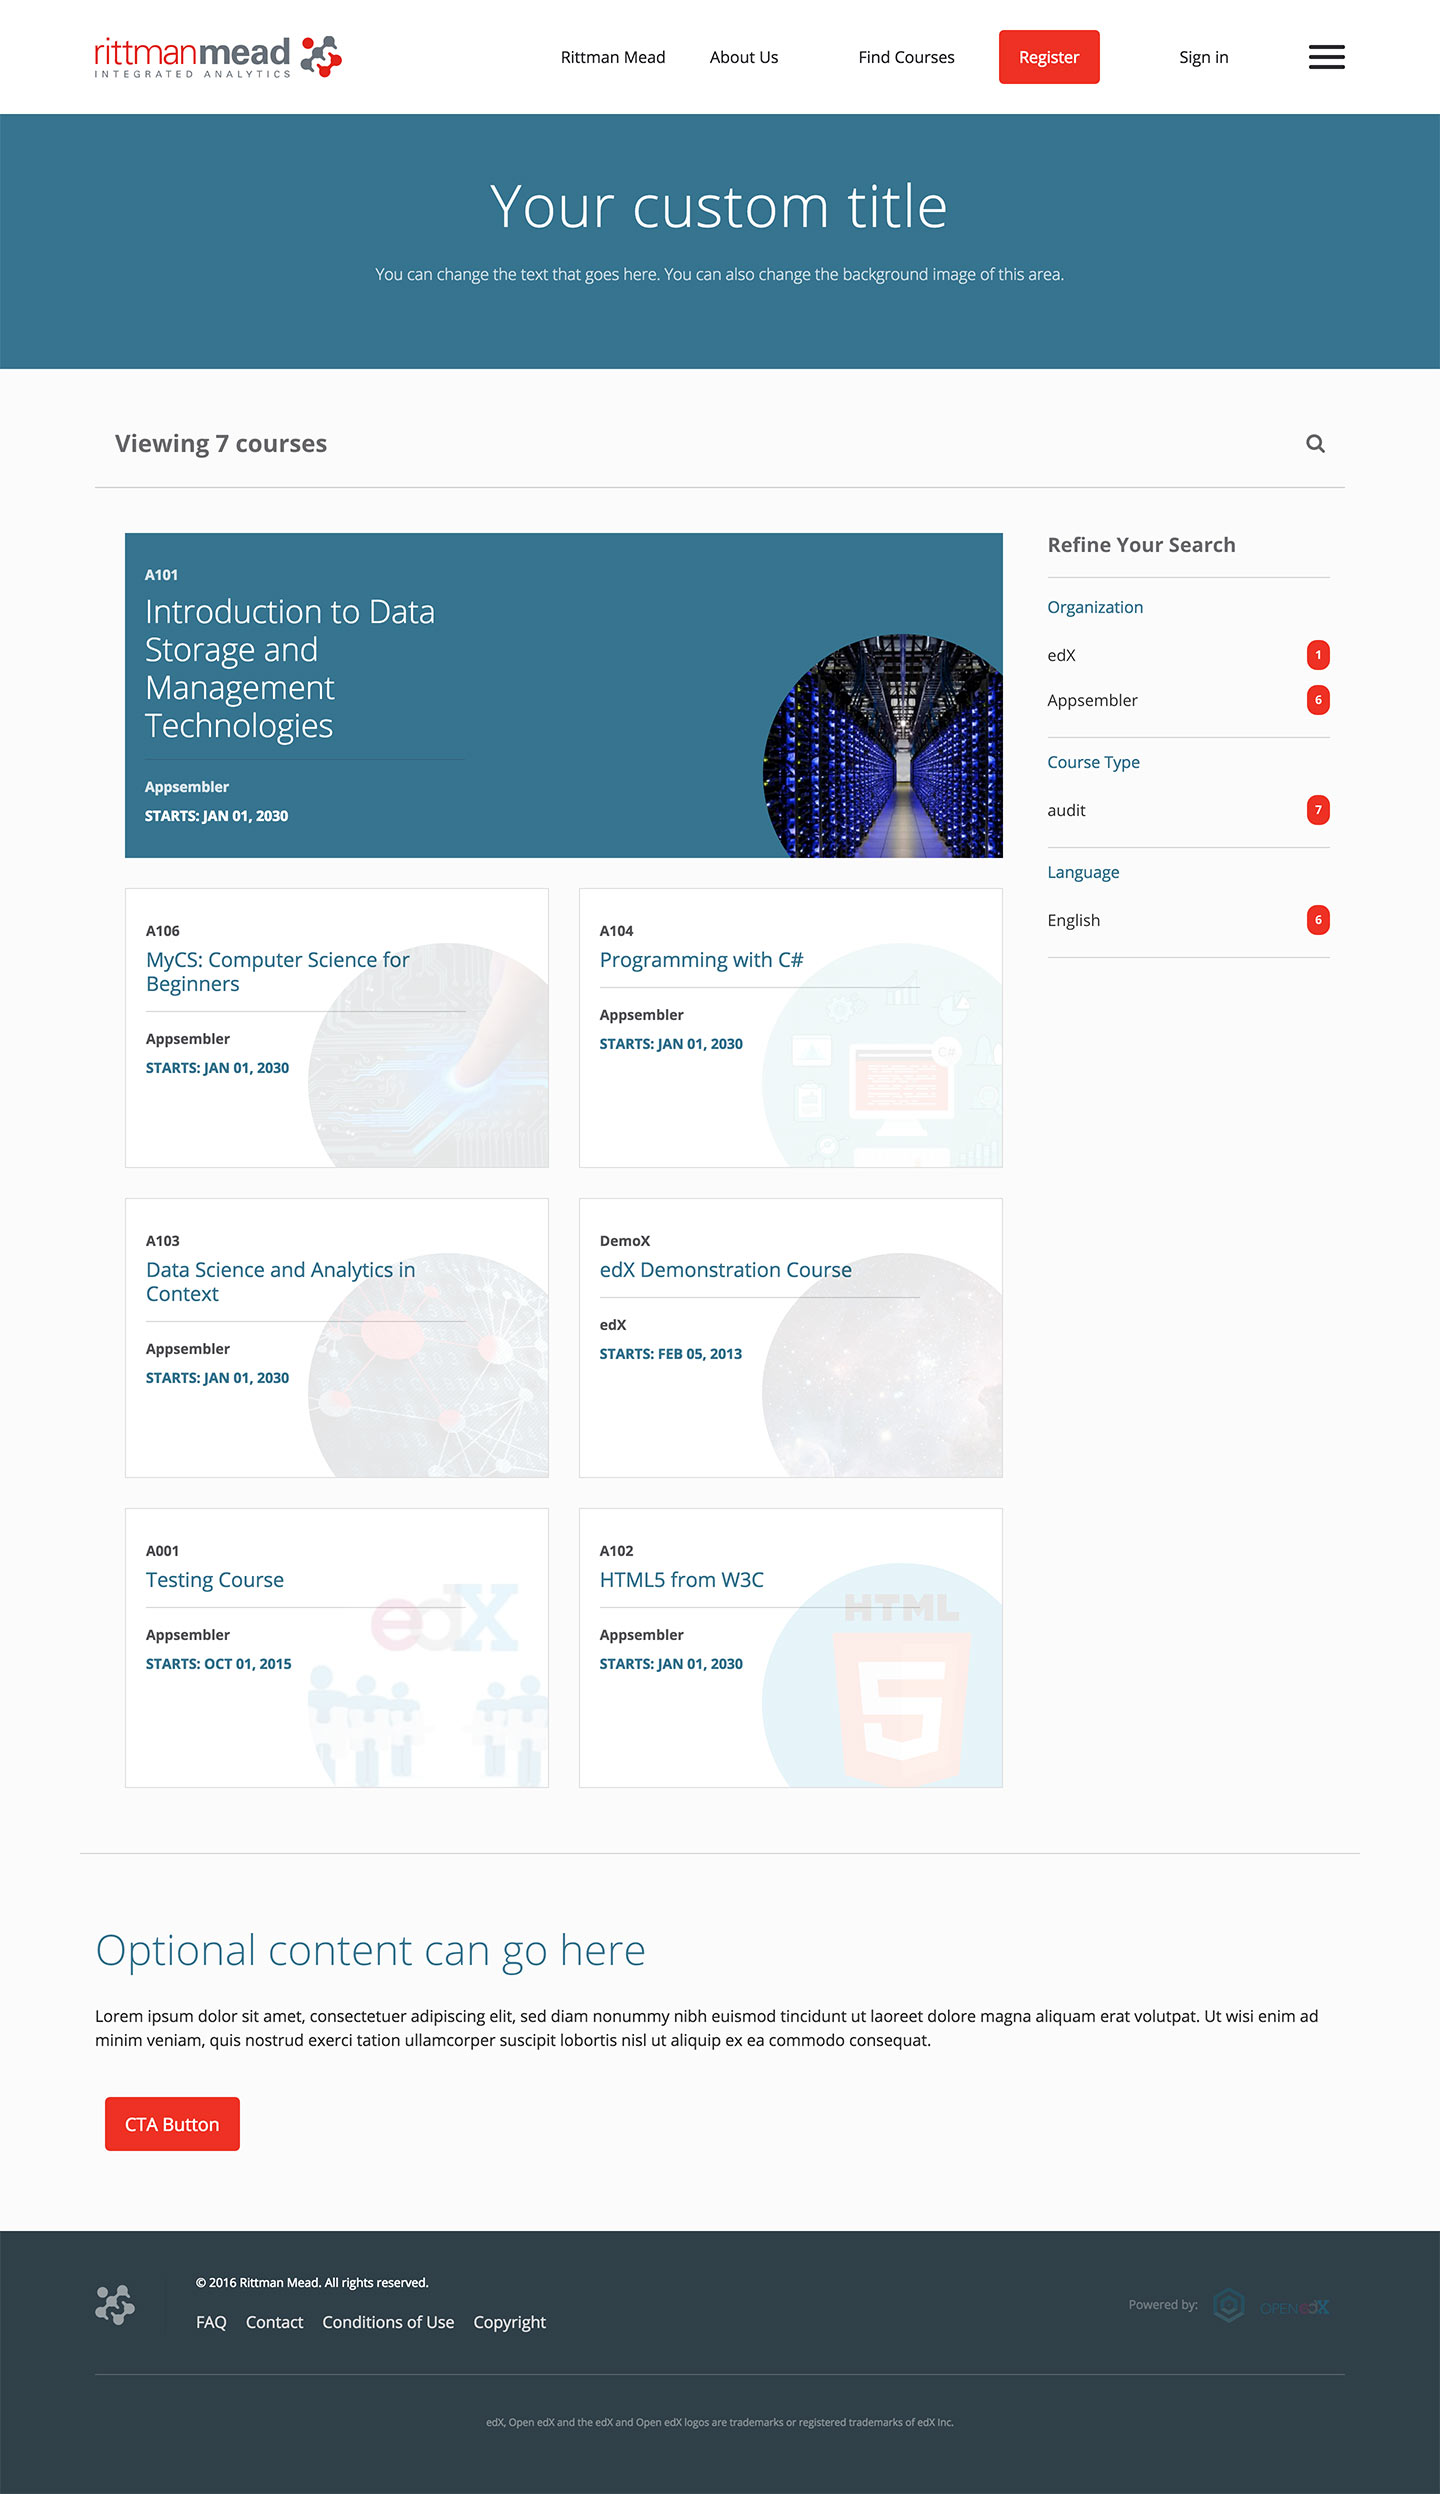 rittmanmead
INTEGRATED ANALYTICS
Rittman Mead
About Us
Find Courses
Register
Sign in
Your custom title
You can change the text that goes here. You can also change the background image of this area.
Viewing 7 courses
A101
Introduction to Data
Storage and
Management
Technologies
Appsembler
STARTS: JAN 01, 2030
Refine Your Search
Organization
edX 1
Appsembler 6
Course Type
audit 7
Language
English 6
A106
MyCS: Computer Science for
Beginners
Appsembler
STARTS: JAN 01, 2030
A104
Programming with C#
Appsembler
STARTS: JAN 01, 2030
C#
A103
Data Science and Analytics in
Context
Appsembler
STARTS: JAN 01, 2030
DemoX
edX Demonstration Course
edX
STARTS: FEB 05, 2013
A001
Testing Course
Appsembler
STARTS: OCT 01, 2015
edX
A102
HTML5 from W3C
Appsembler
STARTS: JAN 01, 2030
HTML
5
Optional content can go here
Lorem ipsum dolor sit amet, consectetuer adipiscing elit, sed diam nonummy nibh euismod tincidunt ut laoreet dolore magna aliquam erat volutpat. Ut wisi enim ad
minim veniam, quis nostrud exerci tation ullamcorper suscipit lobortis nisl ut aliquip ex ea commodo consequat.
CTA Button
© 2016 Rittman Mead. All rights reserved.
FAQ Contact Conditions of Use Copyright
Powered by:
OPEN edX
edX, Open edX and the edX and Open edX logos are trademarks or registered trademarks of edX Inc.